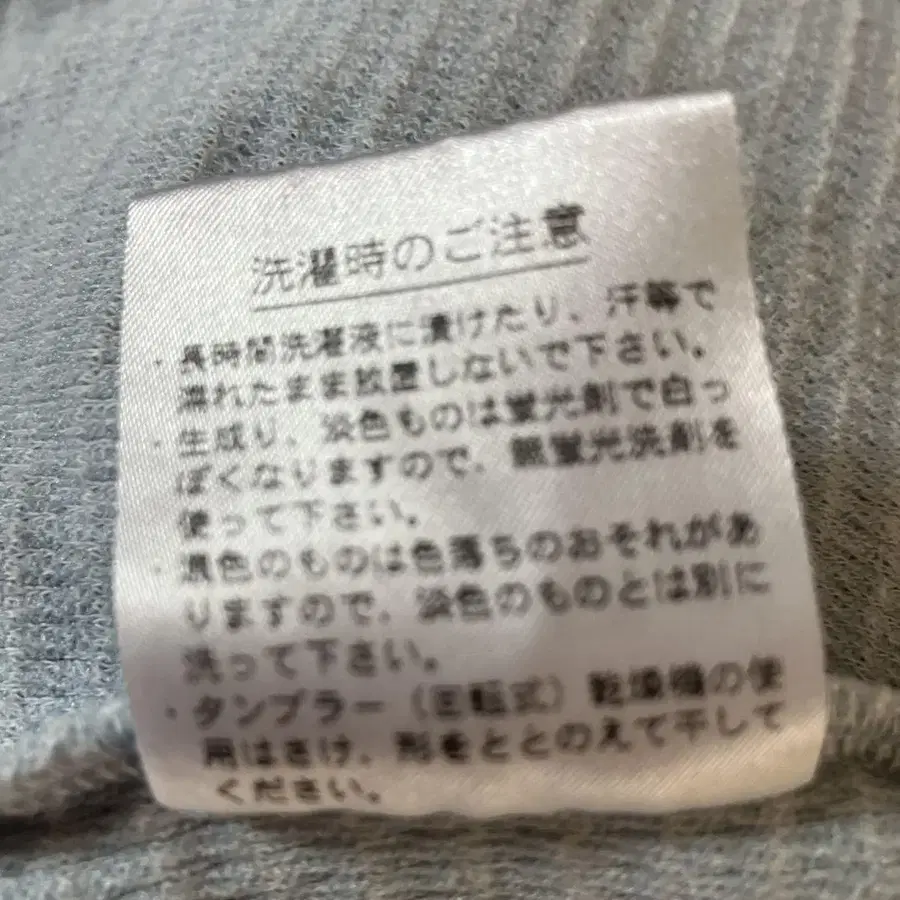 洗濯時のご注意
・長時間洗濯液に漬けたり、汗等で
濡れたまま放置しないで下さい。
・生成り、淡色ものは蛍光剤で白っ
ぽくなりますので、無蛍光洗剤を
使って下さい。
・濃色のものは色落ちのおそれがあ
りますので、淡色のものとは別に
洗って下さい。
・タンブラー（回転式）乾燥機の使
用はさけ、形をととのえて干して
ください。